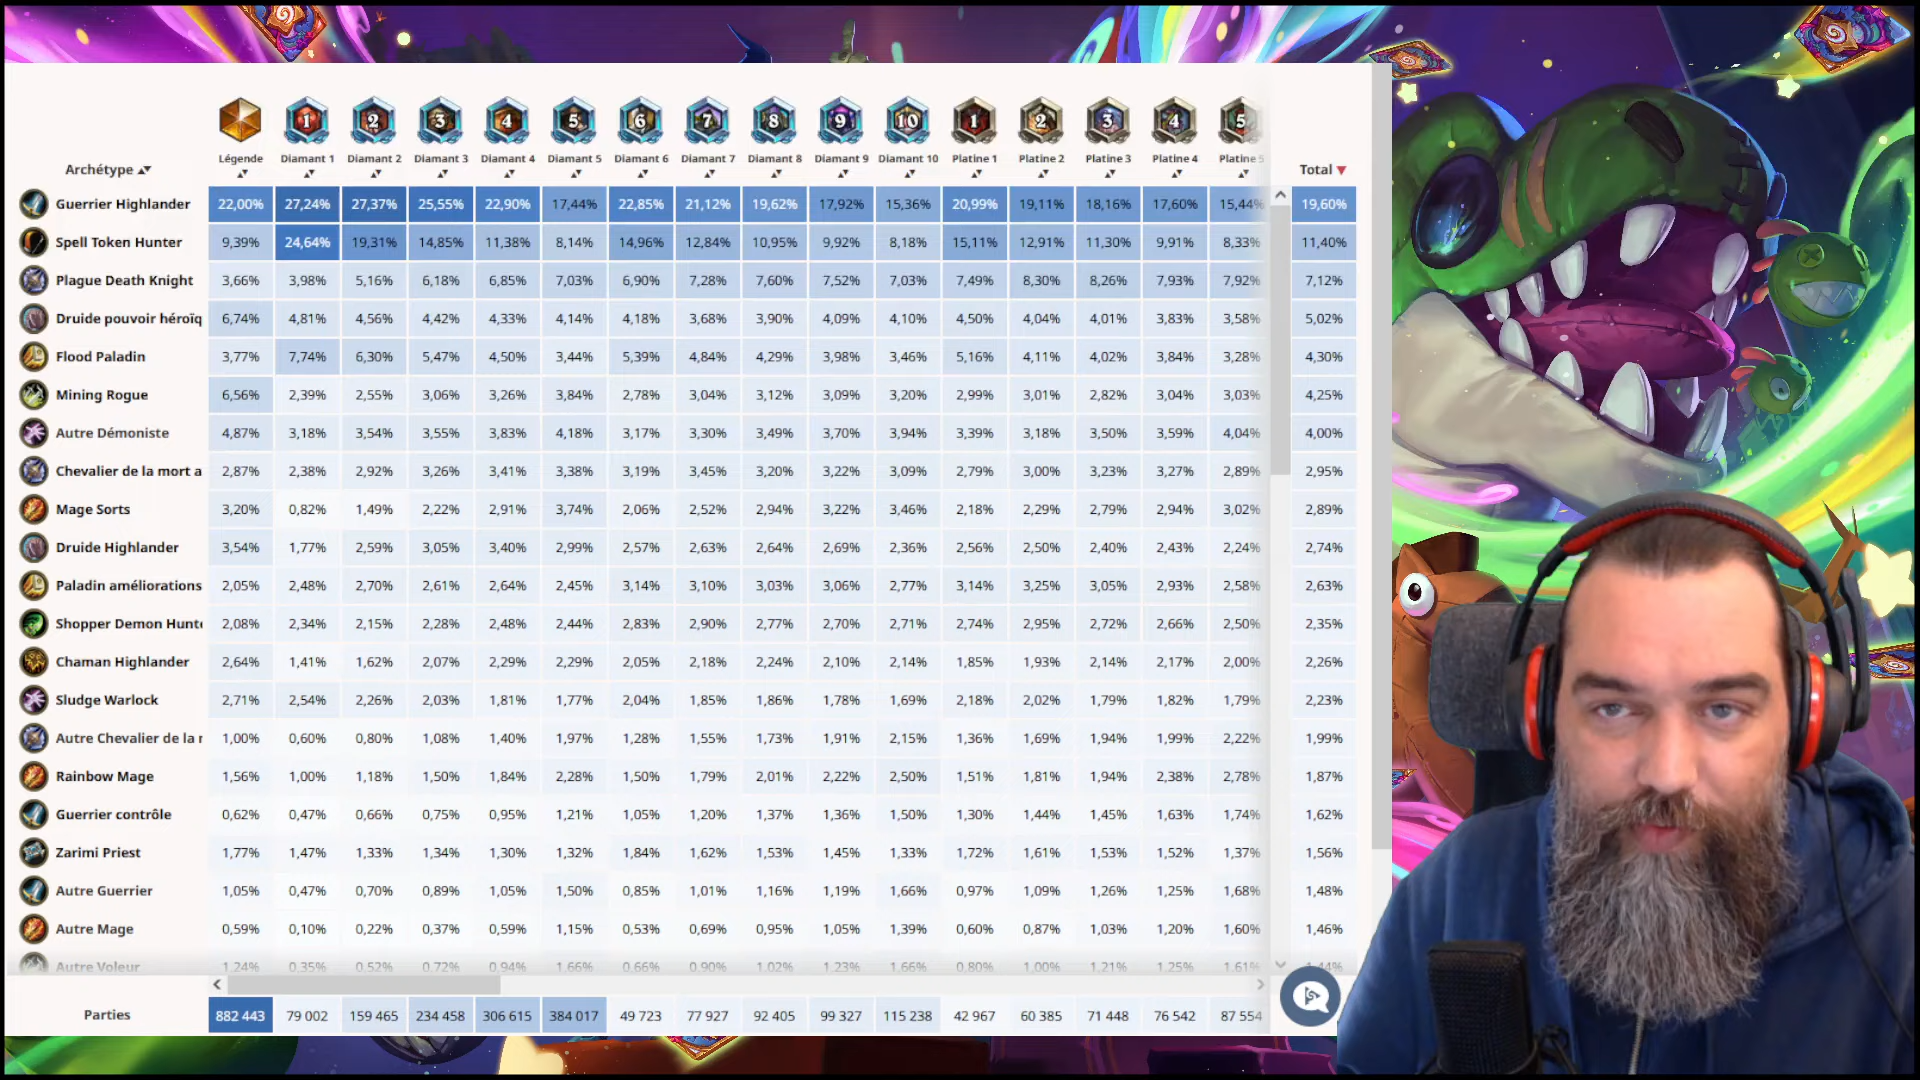 Légende Diamant 1 Diamant 2 Diamant 3 Diamant 4 Diamant 5 Diamant 6 Diamant 7 Diamant 8 Diamant 9 Diamant 10 Platine 1 Platine 2 Platine 3 Platine 4 Platine 5
Archétype Total
Guerrier Highlander 22,00% 27,24% 27,37% 25,55% 22,90% 17,44% 22,85% 21,12% 19,62% 17,92% 15,36% 20,99% 19,11% 18,16% 17,60% 15,44% 19,60%
Spell Token Hunter 9,39% 24,64% 19,31% 14,85% 11,38% 8,14% 14,96% 12,84% 10,95% 9,92% 8,18% 15,11% 12,91% 11,30% 9,91% 8,33% 11,40%
Plague Death Knight 3,66% 3,98% 5,16% 6,18% 6,85% 7,03% 6,90% 7,28% 7,60% 7,52% 7,03% 7,49% 8,30% 8,26% 7,93% 7,92% 7,12%
Druide pouvoir héroïq 6,74% 4,81% 4,56% 4,42% 4,33% 4,14% 4,18% 3,68% 3,90% 4,09% 4,10% 4,50% 4,04% 4,01% 3,83% 3,58% 5,02%
Flood Paladin 3,77% 7,74% 6,30% 5,47% 4,50% 3,44% 5,39% 4,84% 4,29% 3,98% 3,46% 5,16% 4,11% 4,02% 3,84% 3,28% 4,30%
Mining Rogue 6,56% 2,39% 2,55% 3,06% 3,26% 3,84% 2,78% 3,04% 3,12% 3,09% 3,20% 2,99% 3,01% 2,82% 3,04% 3,03% 4,25%
Autre Démoniste 4,87% 3,18% 3,54% 3,55% 3,83% 4,18% 3,17% 3,30% 3,49% 3,70% 3,94% 3,39% 3,18% 3,50% 3,59% 4,04% 4,00%
Chevalier de la mort a 2,87% 2,38% 2,92% 3,26% 3,41% 3,38% 3,19% 3,45% 3,20% 3,22% 3,09% 2,79% 3,00% 3,23% 3,27% 2,89% 2,95%
Mage Sorts 3,20% 0,82% 1,49% 2,22% 2,91% 3,74% 2,06% 2,52% 2,94% 3,22% 3,46% 2,18% 2,29% 2,79% 2,94% 3,02% 2,89%
Druide Highlander 3,54% 1,77% 2,59% 3,05% 3,40% 2,99% 2,57% 2,63% 2,64% 2,69% 2,36% 2,56% 2,50% 2,40% 2,43% 2,24% 2,74%
Paladin améliorations 2,05% 2,48% 2,70% 2,61% 2,64% 2,45% 3,14% 3,10% 3,03% 3,06% 2,77% 3,14% 3,25% 3,05% 2,93% 2,58% 2,63%
Shopper Demon Hunte 2,08% 2,34% 2,15% 2,28% 2,48% 2,44% 2,83% 2,90% 2,77% 2,70% 2,71% 2,74% 2,95% 2,72% 2,66% 2,50% 2,35%
Chaman Highlander 2,64% 1,41% 1,62% 2,07% 2,29% 2,29% 2,05% 2,18% 2,24% 2,10% 2,14% 1,85% 1,93% 2,14% 2,17% 2,00% 2,26%
Sludge Warlock 2,71% 2,54% 2,26% 2,03% 1,81% 1,77% 2,04% 1,85% 1,86% 1,78% 1,69% 2,18% 2,02% 1,79% 1,82% 1,79% 2,23%
Autre Chevalier de la r 1,00% 0,60% 0,80% 1,08% 1,40% 1,97% 1,28% 1,55% 1,73% 1,91% 2,15% 1,36% 1,69% 1,94% 1,99% 2,22% 1,99%
Rainbow Mage 1,56% 1,00% 1,18% 1,50% 1,84% 2,28% 1,50% 1,79% 2,01% 2,22% 2,50% 1,51% 1,81% 1,94% 2,38% 2,78% 1,87%
Guerrier contrôle 0,62% 0,47% 0,66% 0,75% 0,95% 1,21% 1,05% 1,20% 1,37% 1,36% 1,50% 1,30% 1,44% 1,45% 1,63% 1,74% 1,62%
Zarimi Priest 1,77% 1,47% 1,33% 1,34% 1,30% 1,32% 1,84% 1,62% 1,53% 1,45% 1,33% 1,72% 1,61% 1,53% 1,52% 1,37% 1,56%
Autre Guerrier 1,05% 0,47% 0,70% 0,89% 1,05% 1,50% 0,85% 1,01% 1,16% 1,19% 1,66% 0,97% 1,09% 1,26% 1,25% 1,68% 1,48%
Autre Mage 0,59% 0,10% 0,22% 0,37% 0,59% 1,15% 0,53% 0,69% 0,95% 1,05% 1,39% 0,60% 0,87% 1,03% 1,20% 1,60% 1,46%
Autre Voleur 1,24% 0,35% 0,52% 0,72% 0,94% 1,66% 0,66% 0,90% 1,02% 1,23% 1,66% 0,80% 1,00% 1,21% 1,25% 1,61% 1,44%
Parties 882 443 79 002 159 465 234 458 306 615 384 017 49 723 77 927 92 405 99 327 115 238 42 967 60 385 71 448 76 542 87 554